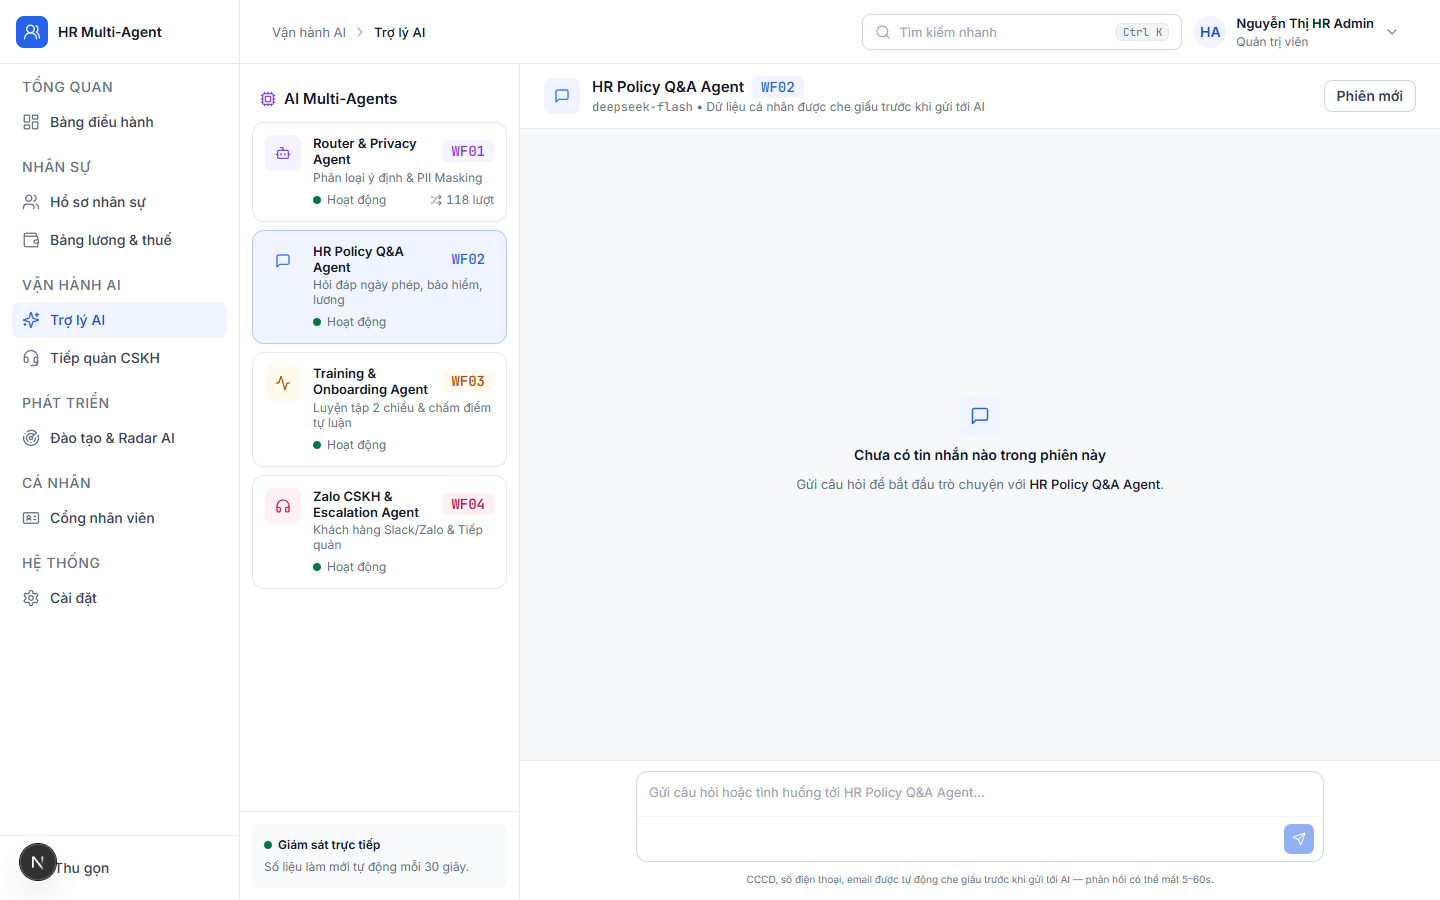 HR Multi-Agent
TỔNG QUAN
Bảng điều hành
NHÂN SỰ
Hồ sơ nhân sự
Bảng lương & thuế
VẬN HÀNH AI
Trợ lý AI
Tiếp quản CSKH
PHÁT TRIỂN
Đào tạo & Radar AI
CÁ NHÂN
Cổng nhân viên
HỆ THỐNG
Cài đặt
N
Thu gọn
Vận hành AI > Trợ lý AI
Tìm kiếm nhanh
Ctrl K
HA
Nguyễn Thị HR Admin
Quản trị viên
AI Multi-Agents
Router & Privacy
Agent
WF01
Phân loại ý định & PII Masking
Hoạt động
118 lượt
HR Policy Q&A
Agent
WF02
Hỏi đáp ngày phép, bảo hiểm,
lương
Hoạt động
Training &
Onboarding Agent
WF03
Luyện tập 2 chiều & chấm điểm
tự luận
Hoạt động
Zalo CSKH &
Escalation Agent
WF04
Khách hàng Slack/Zalo & Tiếp
quản
Hoạt động
Giám sát trực tiếp
Số liệu làm mới tự động mỗi 30 giây.
HR Policy Q&A Agent
WF02
deepseek-flash • Dữ liệu cá nhân được che giấu trước khi gửi tới AI
Phiên mới
Chưa có tin nhắn nào trong phiên này
Gửi câu hỏi để bắt đầu trò chuyện với HR Policy Q&A Agent.
Gửi câu hỏi hoặc tình huống tới HR Policy Q&A Agent...
CCCD, số điện thoại, email được tự động che giấu trước khi gửi tới AI — phản hồi có thể mất 5–60s.